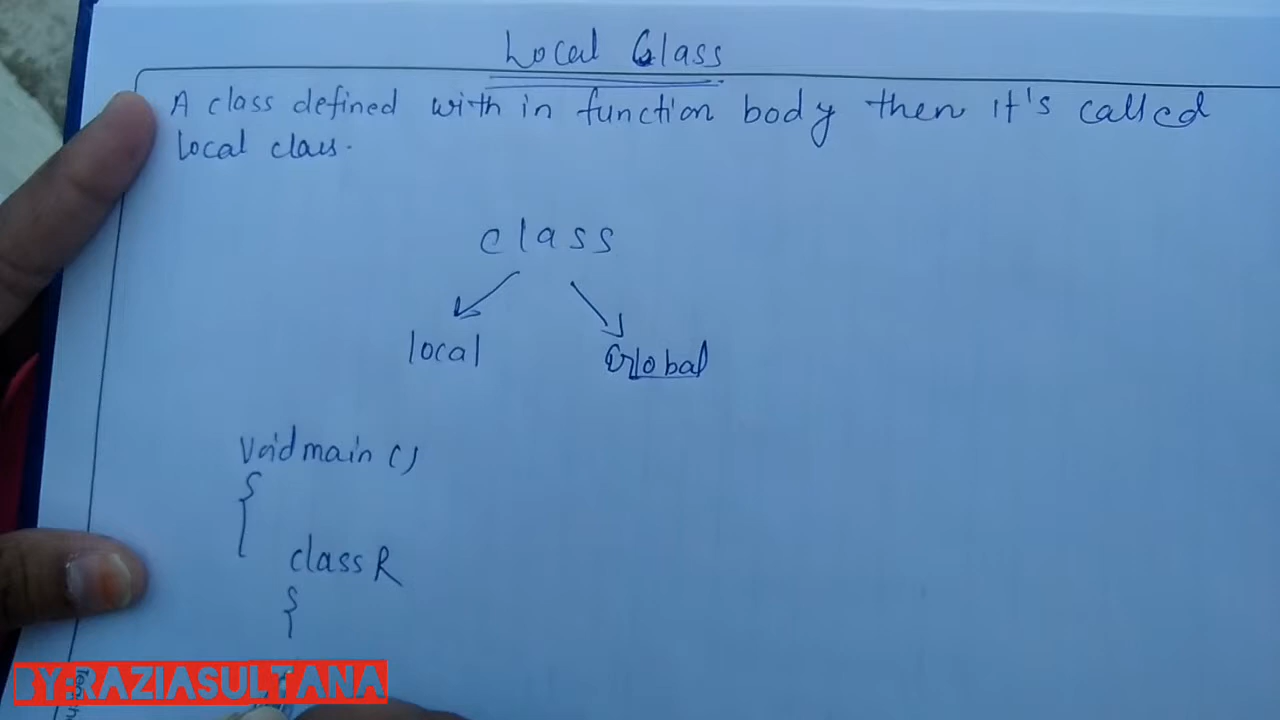 Local Class
A class defined with in function body then it's called
local class.
class
local Global
void main ()
{
class R
{
BY:RAZIASULTANA